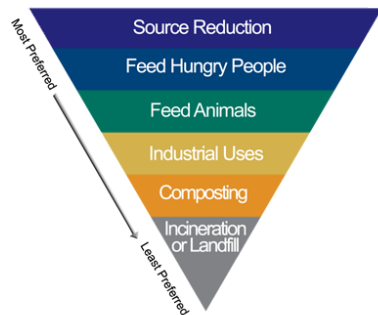 Most Preferred
Source Reduction
Feed Hungry People
Feed Animals
Industrial Uses
Composting
Incineration
or Landfill
Least Preferred